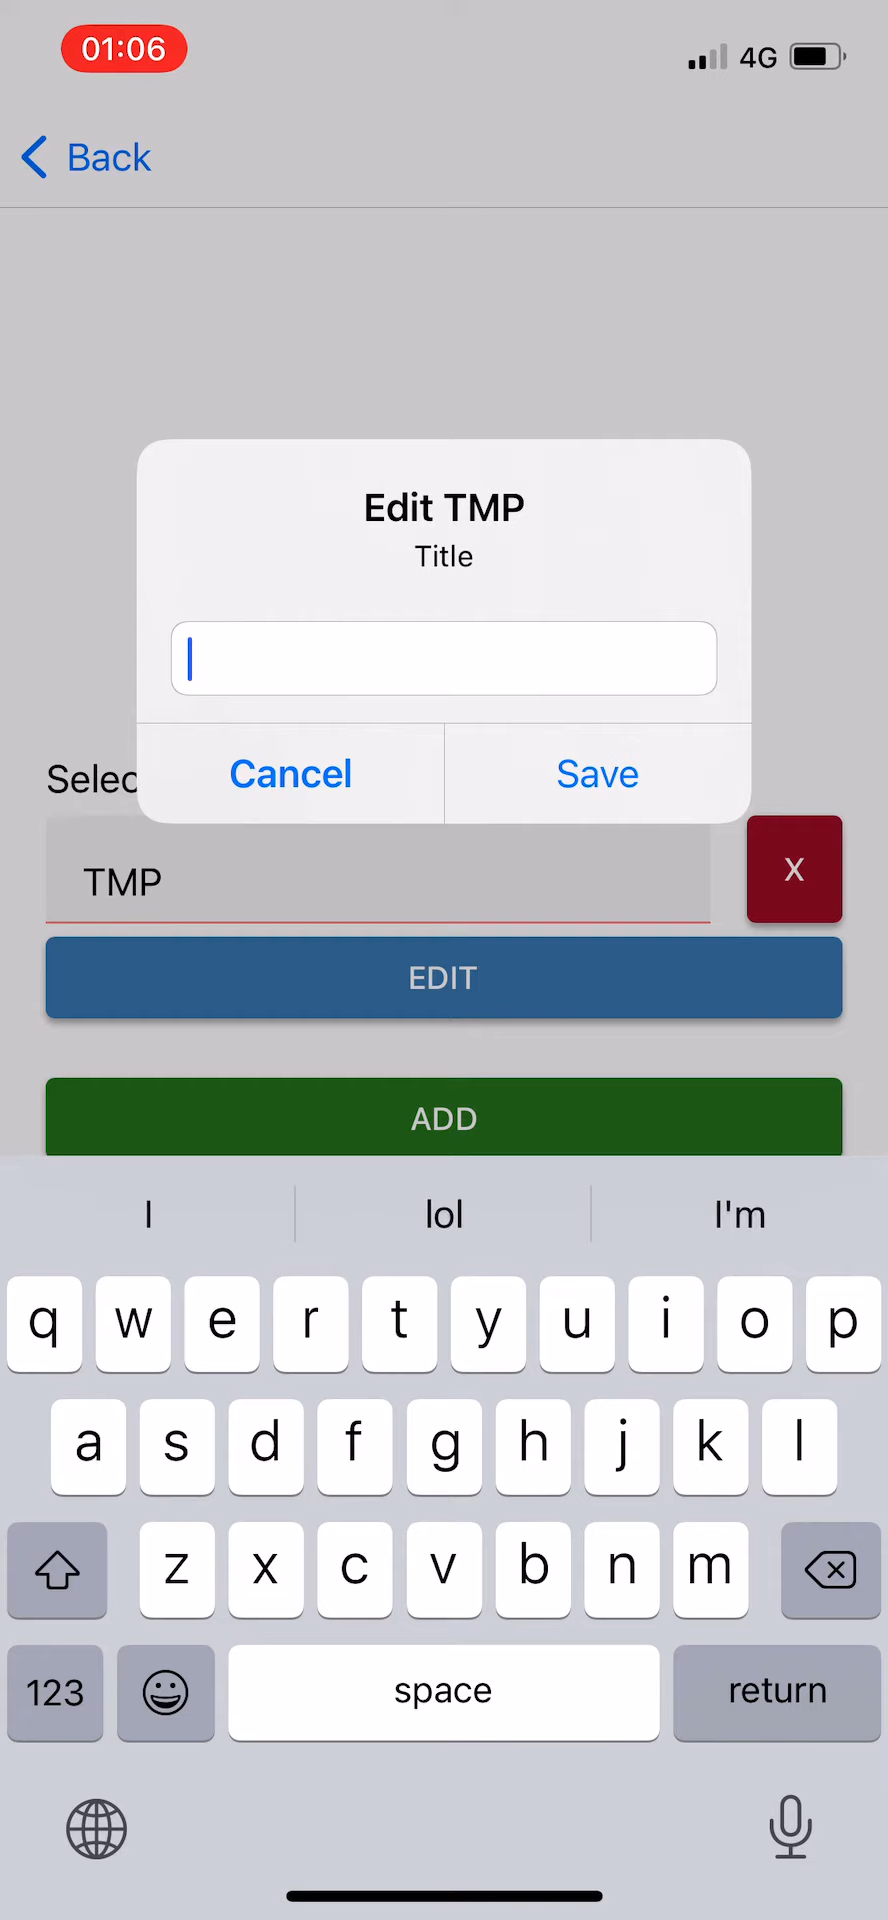 01:06 4G
Back
Edit TMP
Title
Cancel Save
Selec
TMP X
EDIT
ADD
I lol I'm
q w e r t y u i o p
a s d f g h j k l
z x c v b n m
123 space return